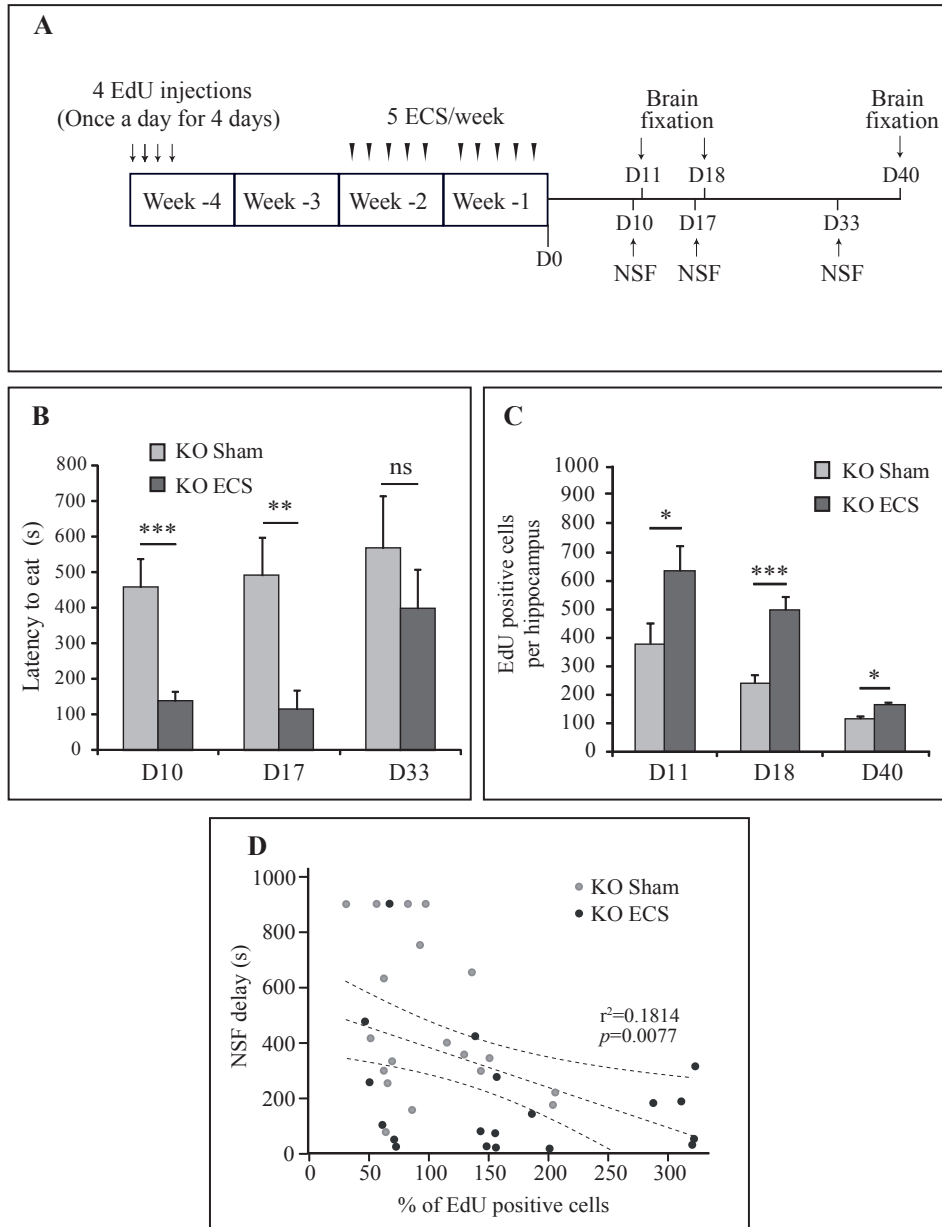 A
4 EdU injections
(Once a day for 4 days)
5 ECS/week
Brain
fixation
Brain
fixation
Week -4
Week -3
Week -2
Week -1
D11
D18
D40
D0
D10
D17
D33
NSF
NSF
NSF
B
KO Sham
KO ECS
Latency to eat (s)
800
700
600
500
400
300
200
100
0
***
**
ns
D10
D17
D33
C
KO Sham
KO ECS
EdU positive cells
per hippocampus
1000
900
800
700
600
500
400
300
200
100
0
*
***
*
D11
D18
D40
D
KO Sham
KO ECS
NSF delay (s)
1000
800
600
400
200
0
r²=0.1814
p=0.0077
0
50
100
150
200
250
300
% of EdU positive cells